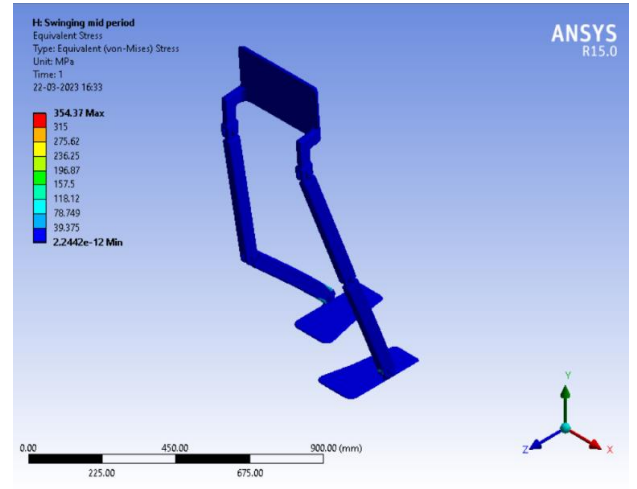 H: Swinging mid period
Equivalent Stress
Type: Equivalent (von-Mises) Stress
Unit: MPa
Time: 1
22-03-2023 16:33
ANSYS
R15.0
354.37 Max
315
275.62
236.25
196.87
157.5
118.12
78.749
39.375
2.2442e-12 Min
0.00 450.00 900.00 (mm)
225.00 675.00
Y
Z
X